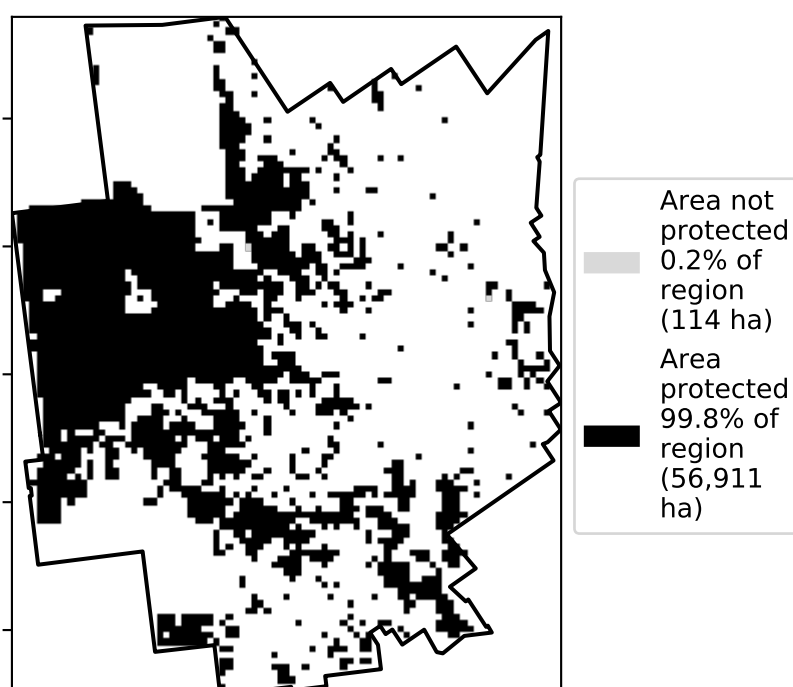 Area not
protected
0.2% of
region
(114 ha)
Area
protected
99.8% of
region
(56,911
ha)